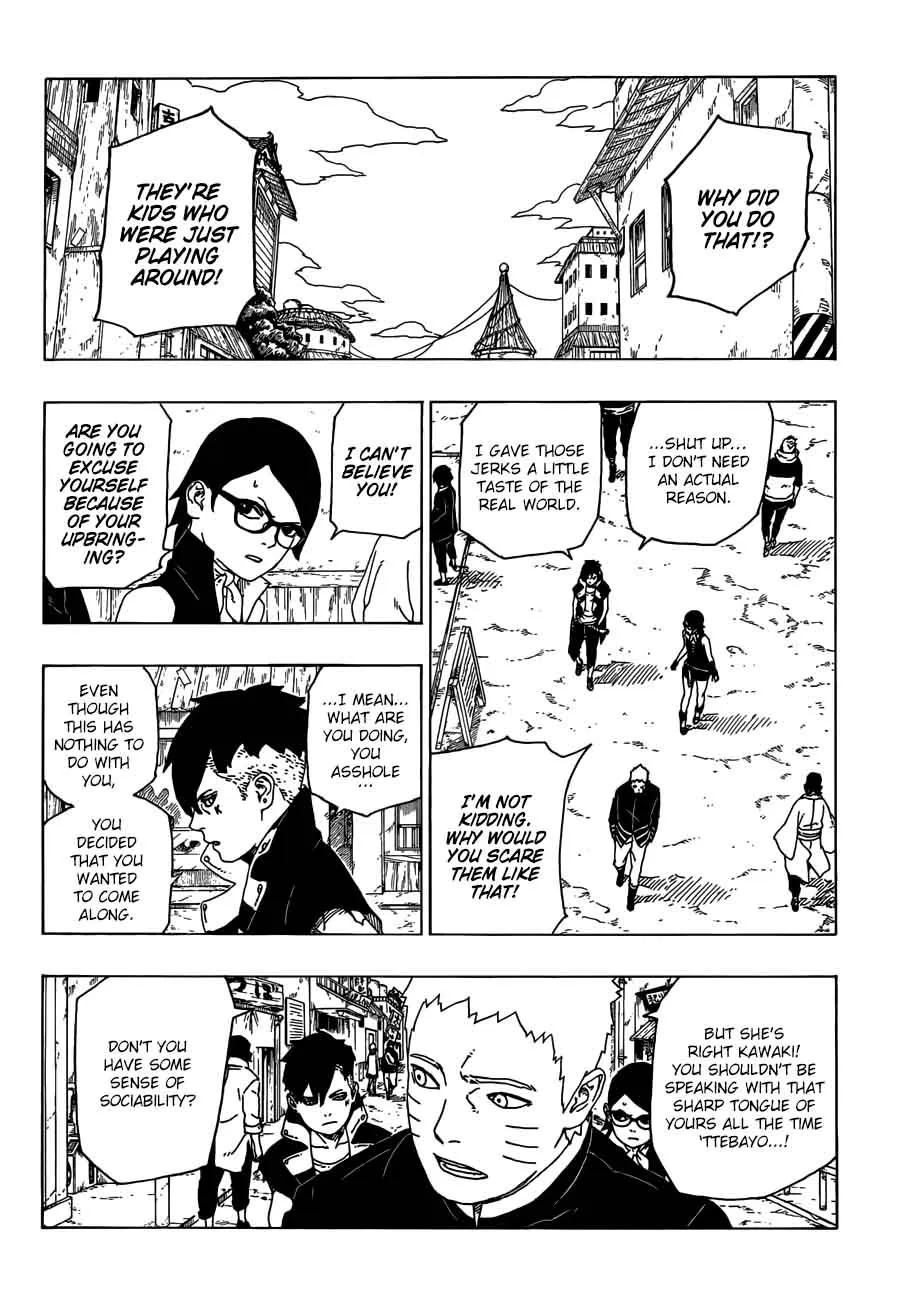 WHY DID
YOU DO
THAT!?
THEY'RE
KIDS WHO
WERE JUST
PLAYING
AROUND!
...SHUT UP...
I DON'T NEED
AN ACTUAL
REASON.
I GAVE THOSE
JERKS A LITTLE
TASTE OF THE
REAL WORLD.
I'M NOT
KIDDING.
WHY WOULD
YOU SCARE
THEM LIKE
THAT!
I CAN'T
BELIEVE
YOU!
ARE YOU
GOING TO
EXCUSE
YOURSELF
BECAUSE
OF YOUR
UPBRING-
ING?
...I MEAN...
WHAT ARE
YOU DOING,
YOU
ASSHOLE
...
EVEN
THOUGH
THIS HAS
NOTHING TO
DO WITH
YOU,
YOU
DECIDED
THAT YOU
WANTED
TO COME
ALONG.
BUT SHE'S
RIGHT KAWAKI!
YOU SHOULDN'T BE
SPEAKING WITH THAT
SHARP TONGUE OF
YOURS ALL THE TIME
'TTEBAYO...!
DON'T YOU
HAVE SOME
SENSE OF
SOCIABILITY?